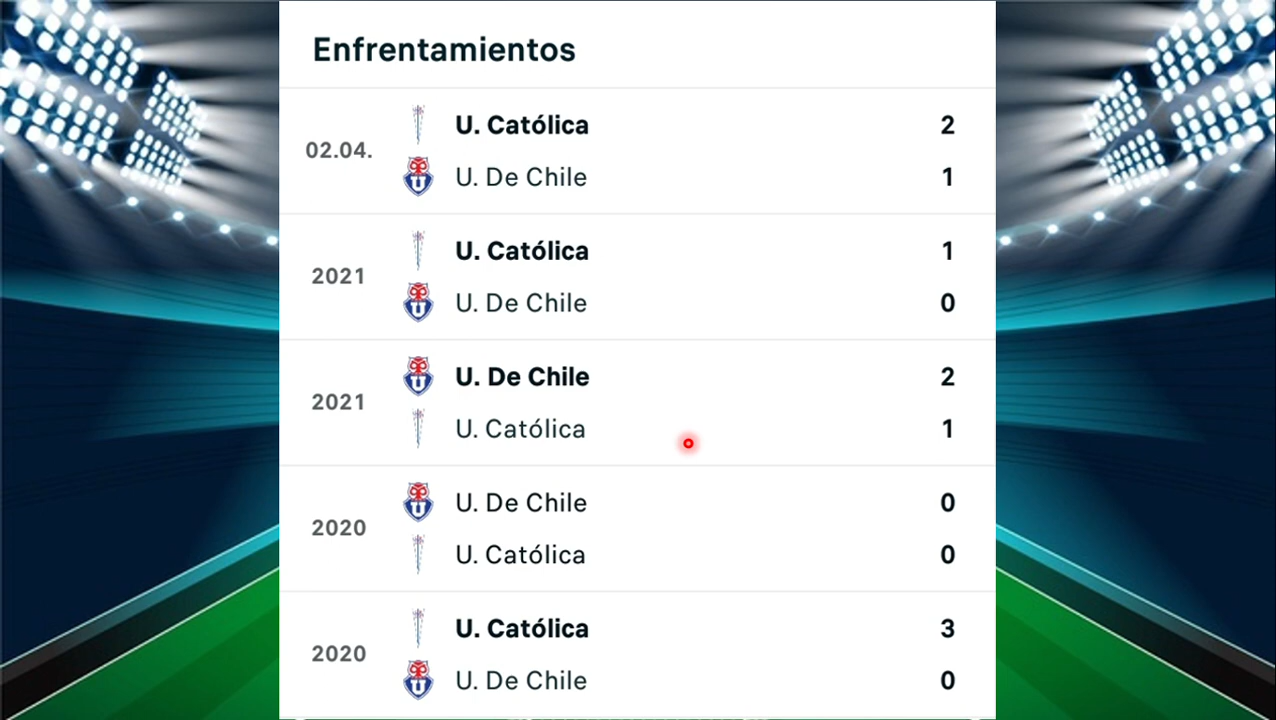 Enfrentamientos
02.04.
U. Católica 2
U. De Chile 1
2021
U. Católica 1
U. De Chile 0
2021
U. De Chile 2
U. Católica 1
2020
U. De Chile 0
U. Católica 0
2020
U. Católica 3
U. De Chile 0